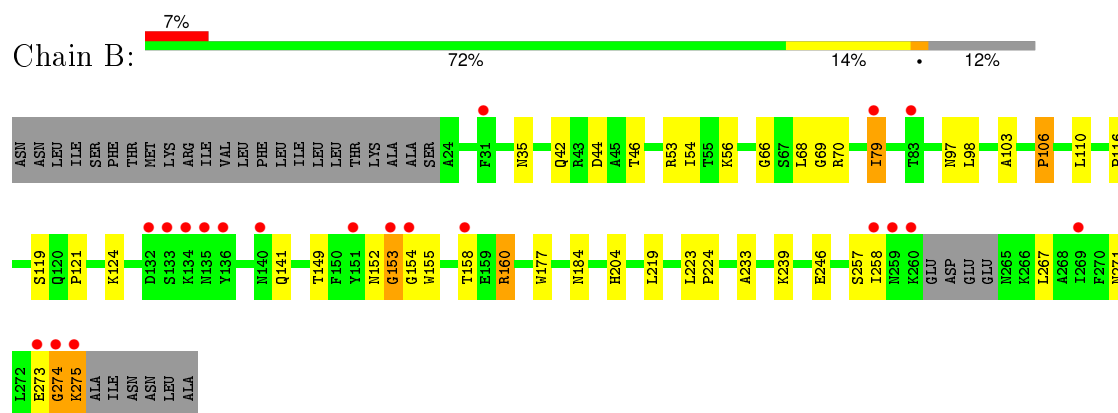 7%
Chain B:
72% 14% • 12%
ASN ASN LEU ILE SER PHE THR MET LYS ARG ILE VAL LEU PHE LEU ILE LEU LEU THR LYS ALA ALA SER A24 F31 N35 Q42 R43 D44 A45 T46 R53 I54 T55 K56 G66 S67 L68 G69 R70 I79 T83 N97 L98 A103 P106 L110
S119 Q120 P121 K124 D132 S133 K134 N135 Y136 N140 Q141 T149 F150 Y151 N152 G153 G154 W155 T158 E159 R160 W177 N184 H204 L219 L223 P224 A233 K239 E246 S257 I258 N259 K260 GLU ASP GLU GLU N265 K266 L267 A268 I269 F270 N271
L272 E273 G274 K275 ALA ILE ASN ASN LEU ALA